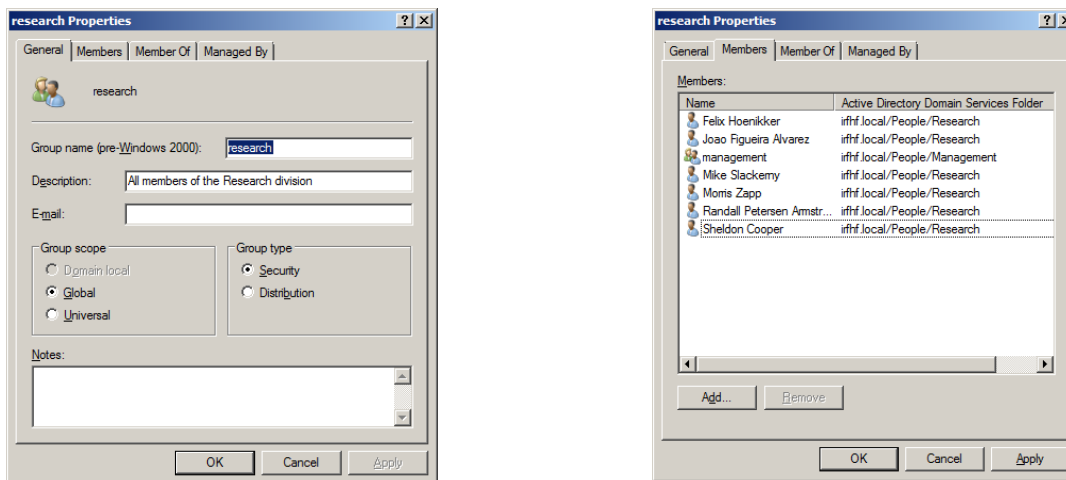 research Properties
General Members Member Of Managed By
research
Group name (pre-Windows 2000): research
Description: All members of the Research division
E-mail:
Group scope
Domain local
Global
Universal
Group type
Security
Distribution
Notes:
OK Cancel Apply
research Properties
General Members Member Of Managed By
Members:
Name Active Directory Domain Services Folder
Felix Hoenikker irfhf.local/People/Research
Joao Figueira Alvarez irfhf.local/People/Research
management irfhf.local/People/Management
Mike Slackerny irfhf.local/People/Research
Morris Zapp irfhf.local/People/Research
Randall Petersen Armstr... irfhf.local/People/Research
Sheldon Cooper irfhf.local/People/Research
Add... Remove
OK Cancel Apply